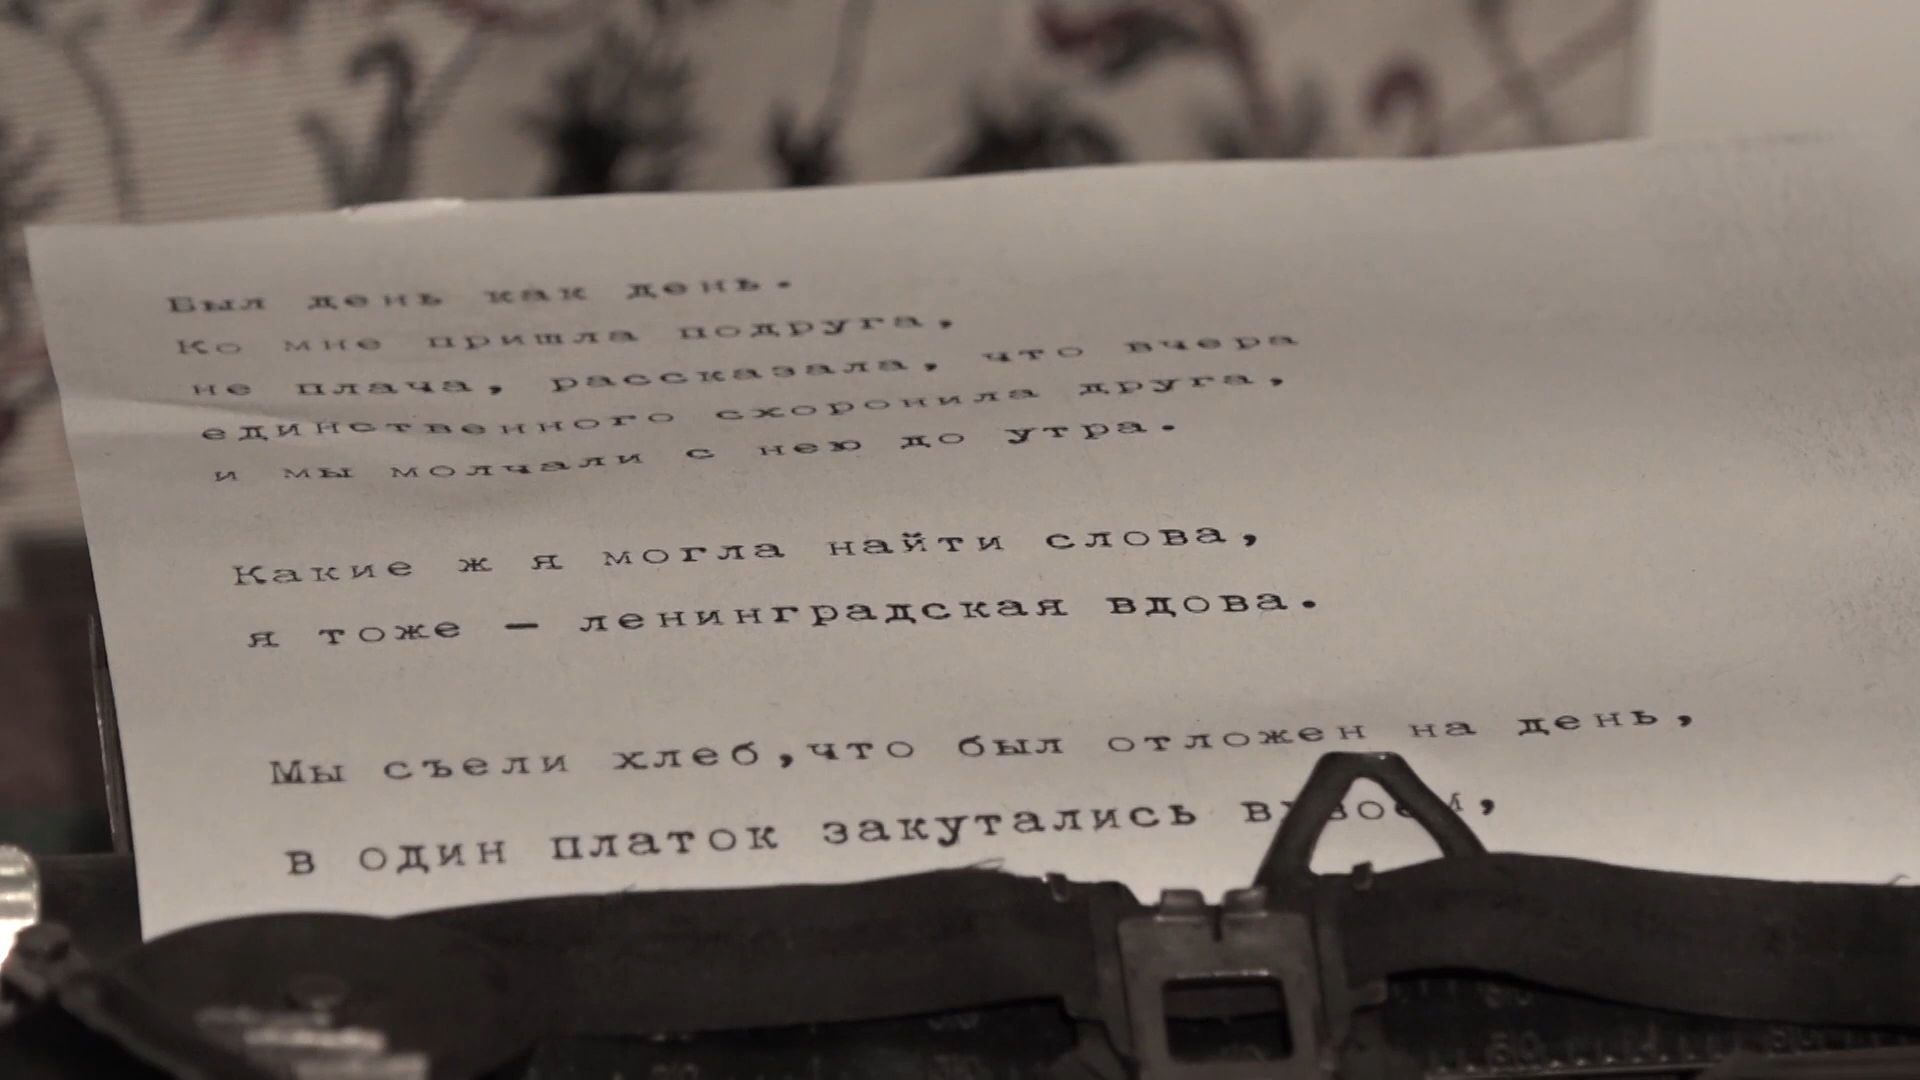 Был день как день.
Ко мне пришла подруга,
не плача, рассказала, что вчера
единственного схоронила друга,
и мы молчали с нею до утра.
Какие ж я могла найти слова,
я тоже — ленинградская вдова.
Мы съели хлеб,что был отложен на день,
в один платок закутались вдвоем,